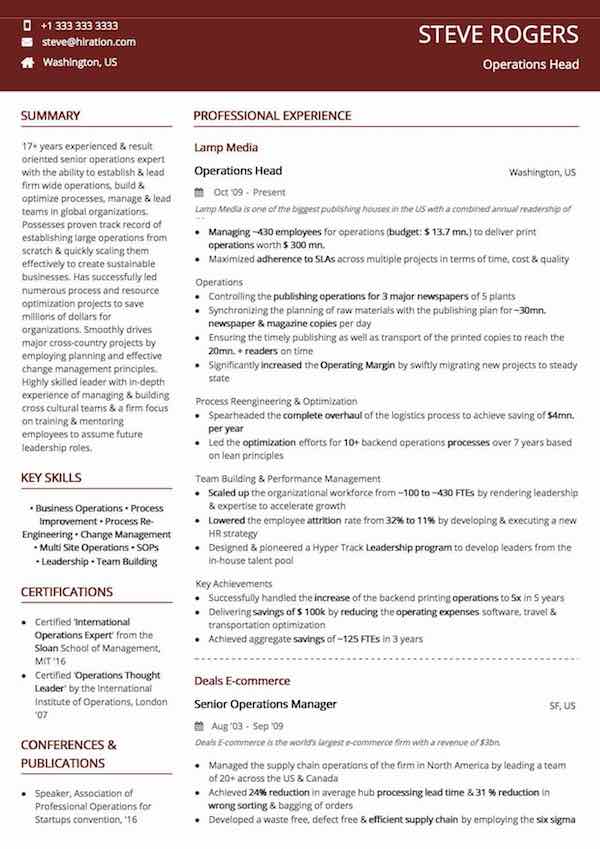 +1 333 333 3333
steve@hiration.com
Washington, US
STEVE ROGERS
Operations Head
SUMMARY
17+ years experienced & result
oriented senior operations expert
with the ability to establish & lead
firm wide operations, build &
optimize processes, manage & lead
teams in global organizations.
Possesses proven track record of
establishing large operations from
scratch & quickly scaling them
effectively to create sustainable
businesses. Has successfully led
numerous process and resource
optimization projects to save
millions of dollars for
organizations. Smoothly drives
major cross-country projects by
employing planning and effective
change management principles.
Highly skilled leader with in-depth
experience of managing & building
cross cultural teams & a firm focus
on training & mentoring
employees to assume future
leadership roles.
KEY SKILLS
• Business Operations • Process
Improvement • Process Re-
Engineering • Change Management
• Multi Site Operations • SOPs
• Leadership • Team Building
CERTIFICATIONS
• Certified 'International
Operations Expert' from the
Sloan School of Management,
MIT '16
• Certified 'Operations Thought
Leader' by the International
Institute of Operations, London
'07
CONFERENCES &
PUBLICATIONS
• Speaker, Association of
Professional Operations for
Startups convention, '16
PROFESSIONAL EXPERIENCE
Lamp Media
Operations Head
Washington, US
Oct '09 - Present
Lamp Media is one of the biggest publishing houses in the US with a combined annual readership of
• Managing ~430 employees for operations (budget: $ 13.7 mn.) to deliver print
operations worth $ 300 mn.
• Maximized adherence to SLAs across multiple projects in terms of time, cost & quality
Operations
• Controlling the publishing operations for 3 major newspapers of 5 plants
• Synchronizing the planning of raw materials with the publishing plan for ~30mn.
newspaper & magazine copies per day
• Ensuring the timely publishing as well as transport of the printed copies to reach the
20mn. + readers on time
• Significantly increased the Operating Margin by swiftly migrating new projects to steady
state
Process Reengineering & Optimization
• Spearheaded the complete overhaul of the logistics process to achieve saving of $4mn.
per year
• Led the optimization efforts for 10+ backend operations processes over 7 years based
on lean principles
Team Building & Performance Management
• Scaled up the organizational workforce from ~100 to ~430 FTEs by rendering leadership
& expertise to accelerate growth
• Lowered the employee attrition rate from 32% to 11% by developing & executing a new
HR strategy
• Designed & pioneered a Hyper Track Leadership program to develop leaders from the
in-house talent pool
Key Achievements
• Successfully handled the increase of the backend printing operations to 5x in 5 years
• Delivering savings of $ 100k by reducing the operating expenses software, travel &
transportation optimization
• Achieved aggregate savings of ~125 FTEs in 3 years
Deals E-commerce
Senior Operations Manager
SF, US
Aug '03 - Sep '09
Deals E-commerce is the world's largest e-commerce firm with a revenue of $3bn.
• Managed the supply chain operations of the firm in North America by leading a team
of 20+ across the US & Canada
• Achieved 24% reduction in average hub processing lead time & 31 % reduction in
wrong sorting & bagging of orders
• Developed a waste free, defect free & efficient supply chain by employing the six sigma